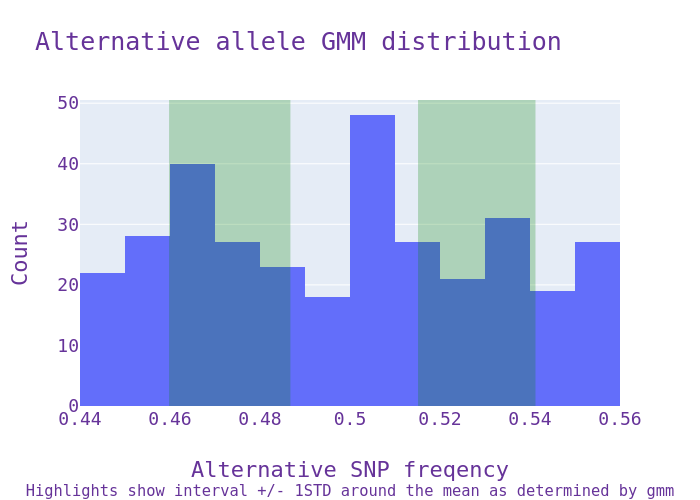 Alternative allele GMM distribution
50
40
30
20
10
0
Count
0.44 0.46 0.48 0.5 0.52 0.54 0.56
Alternative SNP freqency
Highlights show interval +/- 1STD around the mean as determined by gmm